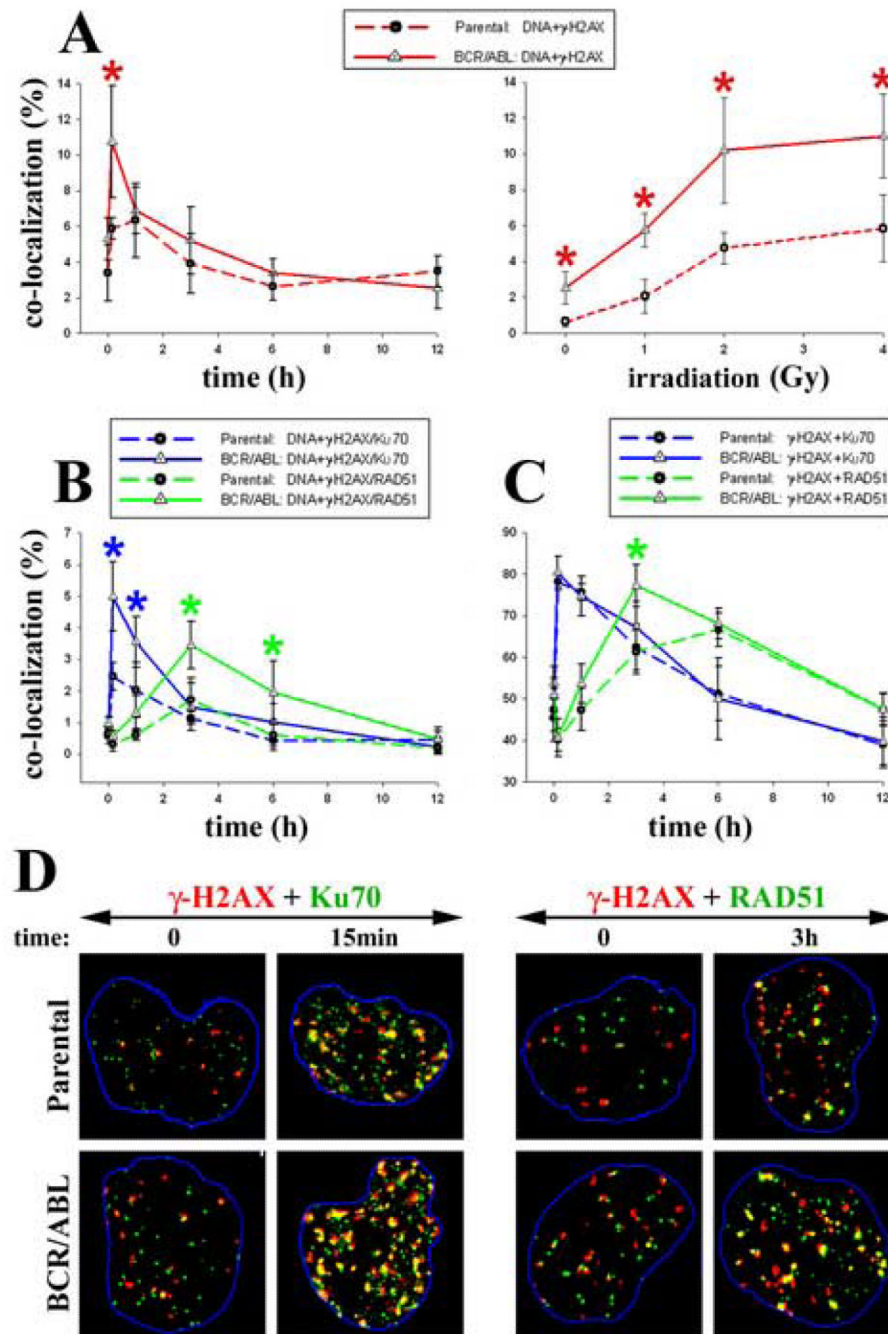 A
Parental: DNA+γH2AX
BCR/ABL: DNA+γH2AX
co-localization (%)
14
12
10
8
6
4
2
0
*
0 2 4 6 8 10 12
time (h)
14
12
10
8
6
4
2
0
* * * *
0 1 2 3 4
irradiation (Gy)
B
Parental: DNA+γH2AX/Ku70
BCR/ABL: DNA+γH2AX/Ku70
Parental: DNA+γH2AX/RAD51
BCR/ABL: DNA+γH2AX/RAD51
co-localization (%)
7
6
5
4
3
2
1
0
* * * *
0 2 4 6 8 10 12
time (h)
C
Parental: γH2AX+Ku70
BCR/ABL: γH2AX+Ku70
Parental: γH2AX+RAD51
BCR/ABL: γH2AX+RAD51
90
80
70
60
50
40
30
*
0 2 4 6 8 10 12
time (h)
D
γ-H2AX + Ku70
γ-H2AX + RAD51
time: 0 15min 0 3h
Parental
BCR/ABL